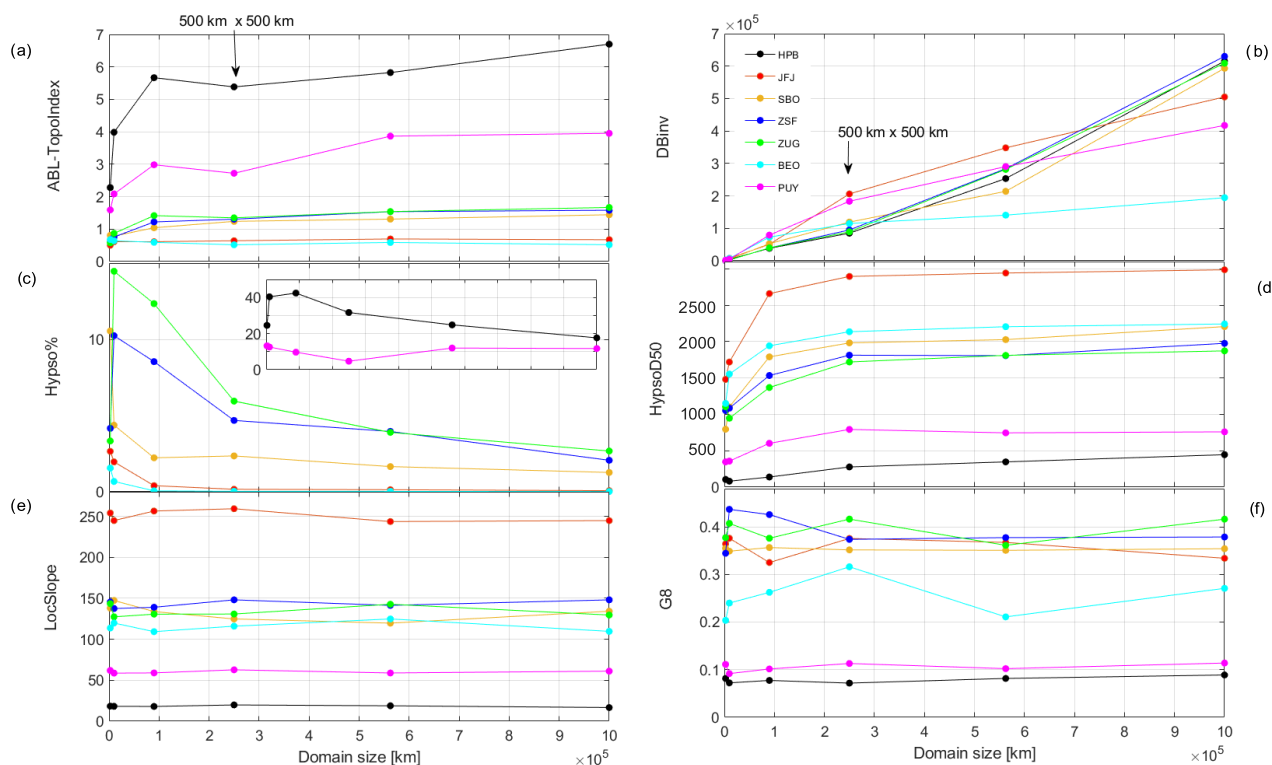 500 km x 500 km
(a)
ABL-TopoIndex
7
6
5
4
3
2
1
0
×10^5
(b)
DBinv
7
6
5
4
3
2
1
0
HPB
JFJ
SBO
ZSF
ZUG
BEO
PUY
500 km x 500 km
(c)
Hypso%
10
0
40
20
0
(d)
HypsoD50
2500
2000
1500
1000
500
0
(e)
LocSlope
250
200
150
100
50
0
0 1 2 3 4 5 6 7 8 9 10
Domain size [km]
×10^5
(f)
G8
0.4
0.3
0.2
0.1
0
0 1 2 3 4 5 6 7 8 9 10
Domain size [km]
×10^5